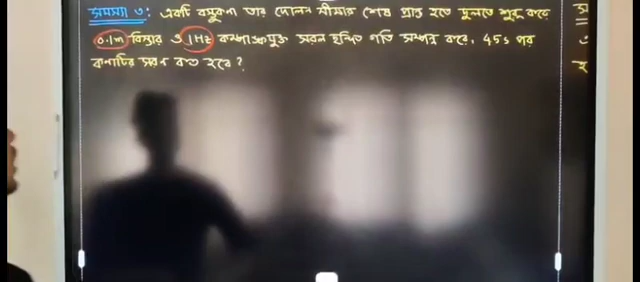 সমস্যা ৩: একটি বস্তুকণা তার দোলন সীমার শেষ প্রান্ত হতে দুলতে শুরু করে
0.1m বিস্তার ও 1Hz কম্পাঙ্কযুক্ত সরল ছন্দিত গতি সম্পন্ন করে, 45s পর
কণাটির সরণ কত হবে?